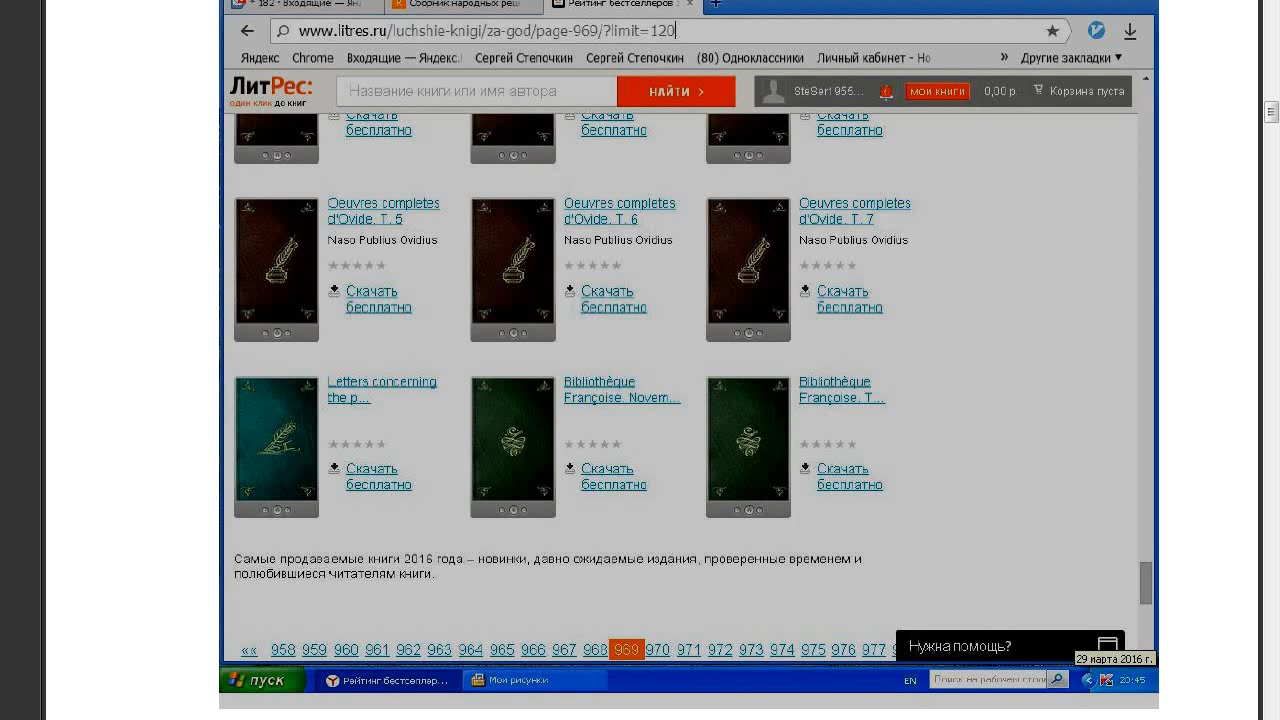 182 · Входящие — Ян
Сборник народных реш
Рейтинг бестселлеров
www.litres.ru/luchshie-knigi/za-god/page-969/?limit=120
Яндекс Chrome Входящие — Яндекс. Сергей Степочкин Сергей Степочкин (80) Одноклассники Личный кабинет - Но » Другие закладки
ЛитРес:
один клик до книг
Название книги или имя автора
НАЙТИ >
SteSerl 955...
МОИ КНИГИ
0,00 р.
Корзина пуста
Скачать Скачать Скачать
бесплатно бесплатно бесплатно
Oeuvres completes Oeuvres completes Oeuvres completes
d'Ovide. T. 5 d'Ovide. T. 6 d'Ovide. T. 7
Naso Publius Ovidius Naso Publius Ovidius Naso Publius Ovidius
Скачать Скачать Скачать
бесплатно бесплатно бесплатно
Letters concerning Bibliothèque Bibliothèque
the p... Françoise. Novem... Françoise. T...
Скачать Скачать Скачать
бесплатно бесплатно бесплатно
Самые продаваемые книги 2016 года – новинки, давно ожидаемые издания, проверенные временем и
полюбившиеся читателям книги.
«« 958 959 960 961 962 963 964 965 966 967 968 969 970 971 972 973 974 975 976 977
Нужна помощь?
29 марта 2016 г.
пуск
Рейтинг бестселлер...
Мои рисунки
EN
Поиск на рабочем столе
20:45